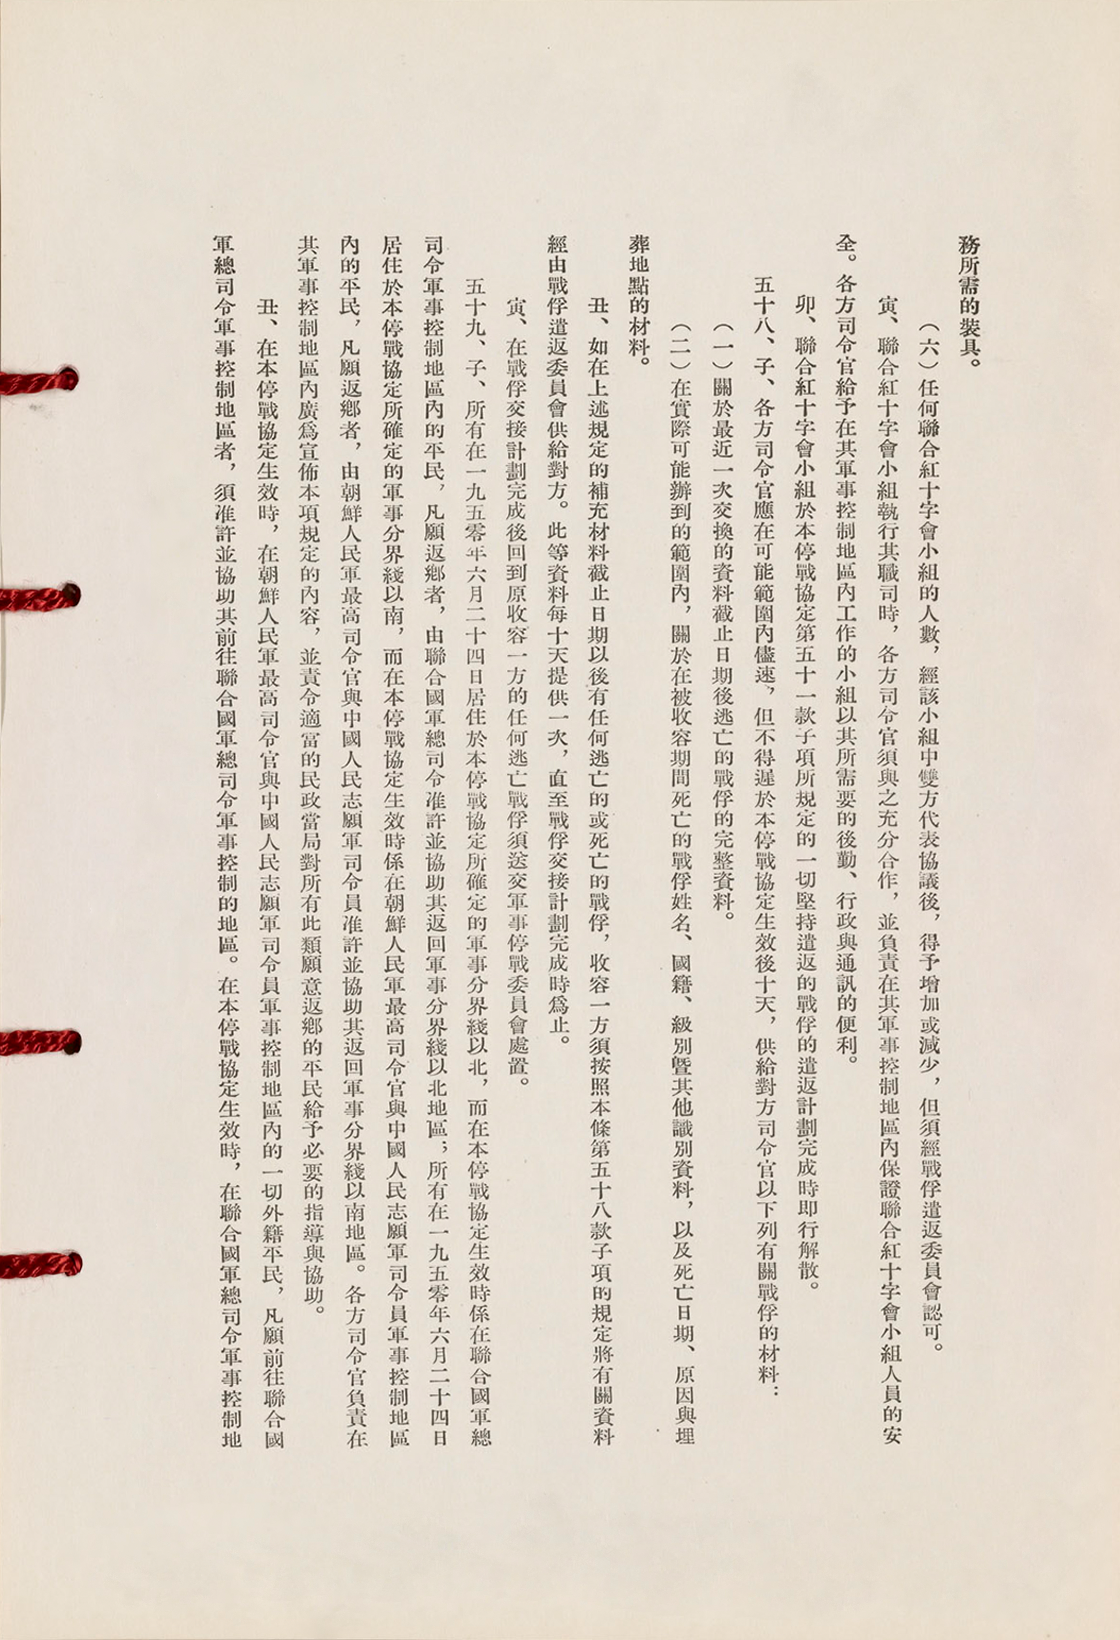 務所需的裝具。
（六）任何聯合紅十字會小組的人數，經該小組中雙方代表協議後，得予增加或減少，但須經戰俘遣返委員會認可。
寅、聯合紅十字會小組執行其職司時，各方司令官須與之充分合作，並負責在其軍事控制地區內保證聯合紅十字會小組人員的安
全。各方司令官給予在其軍事控制地區內工作的小組以其所需要的後勤、行政與通訊的便利。
卯、聯合紅十字會小組於本停戰協定第五十一款子項所規定的一切堅持遣返的戰俘的遣返計劃完成時即行解散。
五十八、子、各方司令官應在可能範圍內儘速，但不得遲於本停戰協定生效後十天，供給對方司令官以下列有關戰俘的材料：
（一）關於最近一次交換的資料截止日期後逃亡的戰俘的完整資料。
（二）在實際可能辦到的範圍內，關於在被收容期間死亡的戰俘姓名、國籍、級別暨其他識別資料，以及死亡日期、原因與埋
葬地點的材料。
丑、如在上述規定的補充材料截止日期以後有任何逃亡的或死亡的戰俘，收容一方須按照本條第五十八款子項的規定將有關資料
經由戰俘遣返委員會供給對方。此等資料每十天提供一次，直至戰俘交接計劃完成時爲止。
寅、在戰俘交接計劃完成後回到原收容一方的任何逃亡戰俘須送交軍事停戰委員會處置。
五十九、子、所有在一九五零年六月二十四日居住於本停戰協定所確定的軍事分界綫以北，而在本停戰協定生效時係在聯合國軍總
司令軍事控制地區內的平民，凡願返鄉者，由聯合國軍總司令准許並協助其返回軍事分界綫以北地區；所有在一九五零年六月二十四日
居住於本停戰協定所確定的軍事分界綫以南，而在本停戰協定生效時係在朝鮮人民軍最高司令官與中國人民志願軍司令員軍事控制地區
內的平民，凡願返鄉者，由朝鮮人民軍最高司令官與中國人民志願軍司令員准許並協助其返回軍事分界綫以南地區。各方司令官負責在
其軍事控制地區內廣爲宣佈本項規定的內容，並責令適當的民政當局對所有此類願意返鄉的平民給予必要的指導與協助。
丑、在本停戰協定生效時，在朝鮮人民軍最高司令官與中國人民志願軍司令員軍事控制地區內的一切外籍平民，凡願前往聯合國
軍總司令軍事控制地區者，須准許並協助其前往聯合國軍總司令軍事控制的地區。在本停戰協定生效時，在聯合國軍總司令軍事控制地